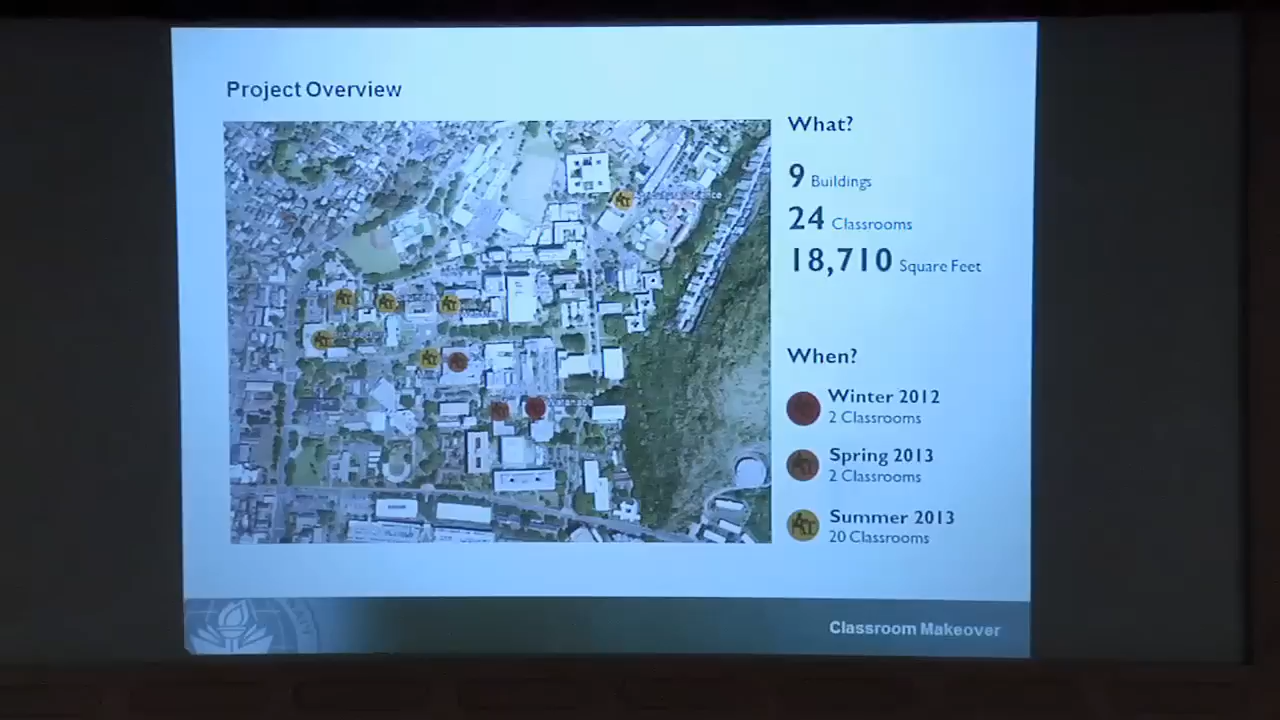 Project Overview
What?
9 Buildings
24 Classrooms
18,710 Square Feet
When?
Winter 2012
2 Classrooms
Spring 2013
2 Classrooms
Summer 2013
20 Classrooms
Classroom Makeover